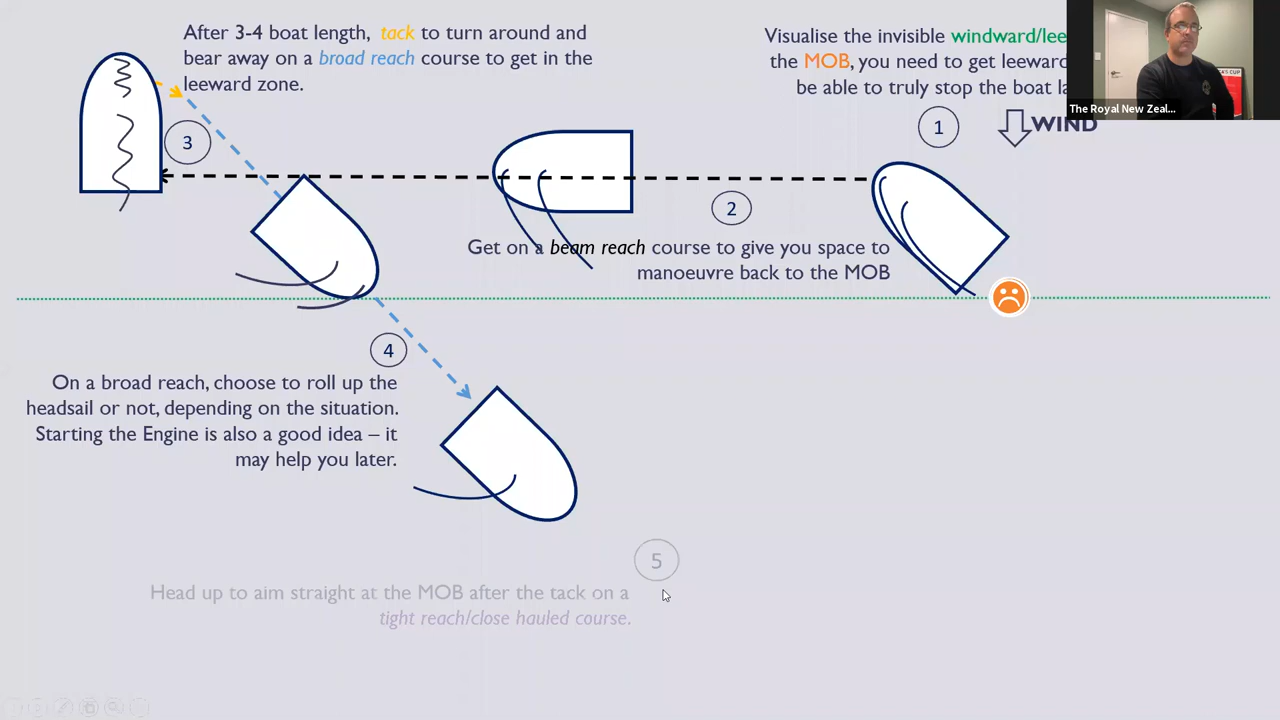 After 3-4 boat length, tack to turn around and
bear away on a broad reach course to get in the
leeward zone.
Visualise the invisible windward/lee
the MOB, you need to get leeward
be able to truly stop the boat
The Royal New Zeal...
1
WIND
3
2
Get on a beam reach course to give you space to
manoeuvre back to the MOB
4
On a broad reach, choose to roll up the
headsail or not, depending on the situation.
Starting the Engine is also a good idea – it
may help you later.
5
Head up to aim straight at the MOB after the tack on a
tight reach/close hauled course.